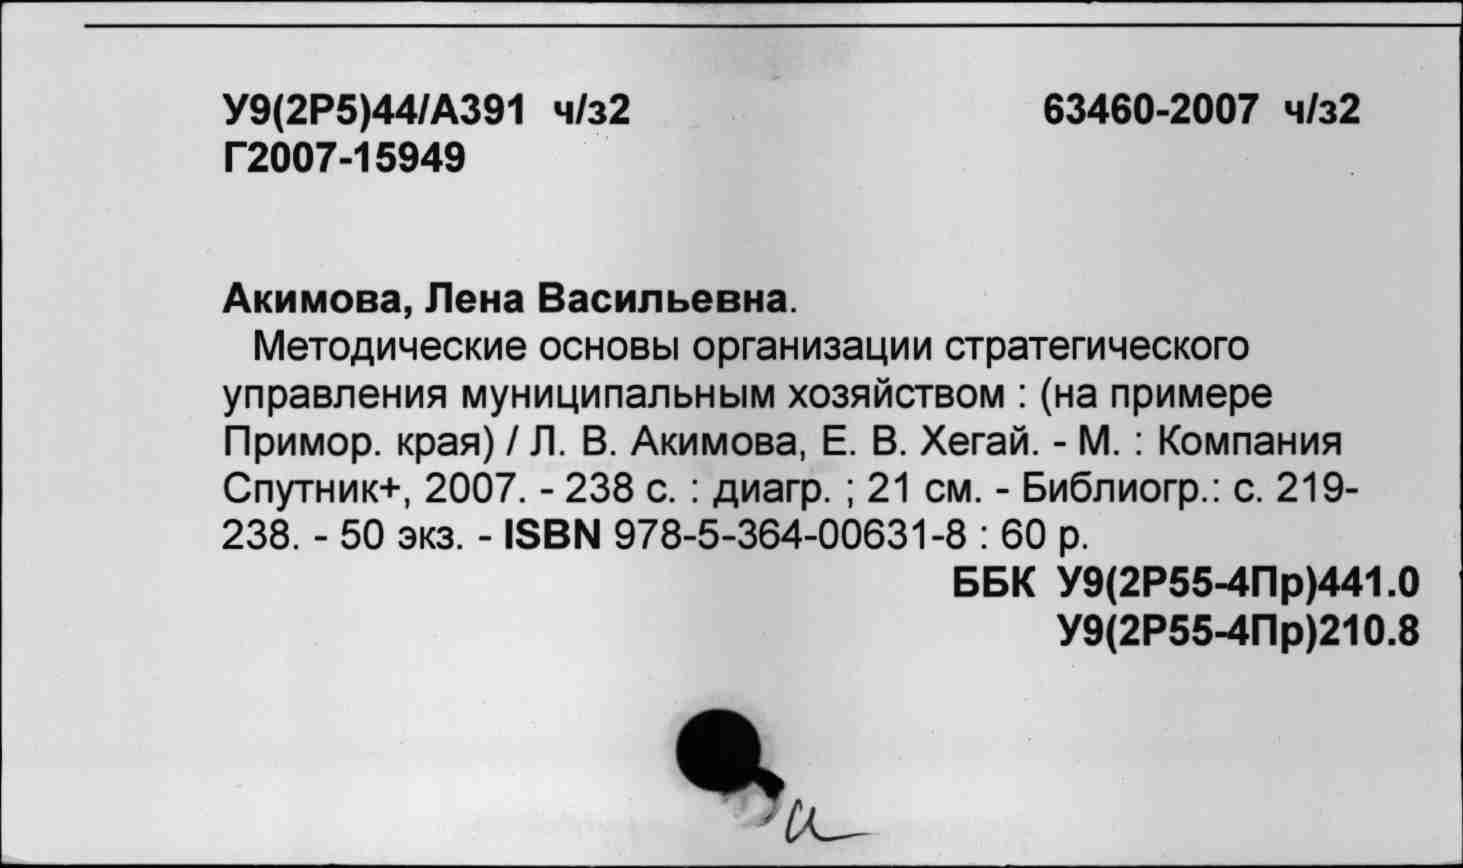 У9(2Р5)44/А391 ч/з2 63460-2007 ч/з2
Г2007-15949
Акимова, Лена Васильевна.
Методические основы организации стратегического
управления муниципальным хозяйством : (на примере
Примор. края) / Л. В. Акимова, Е. В. Хегай. - М. : Компания
Спутник+, 2007. - 238 с. : диагр. ; 21 см. - Библиогр.: с. 219-
238. - 50 экз. - ISBN 978-5-364-00631-8 : 60 р.
ББК У9(2Р55-4Пр)441.0
У9(2Р55-4Пр)210.8